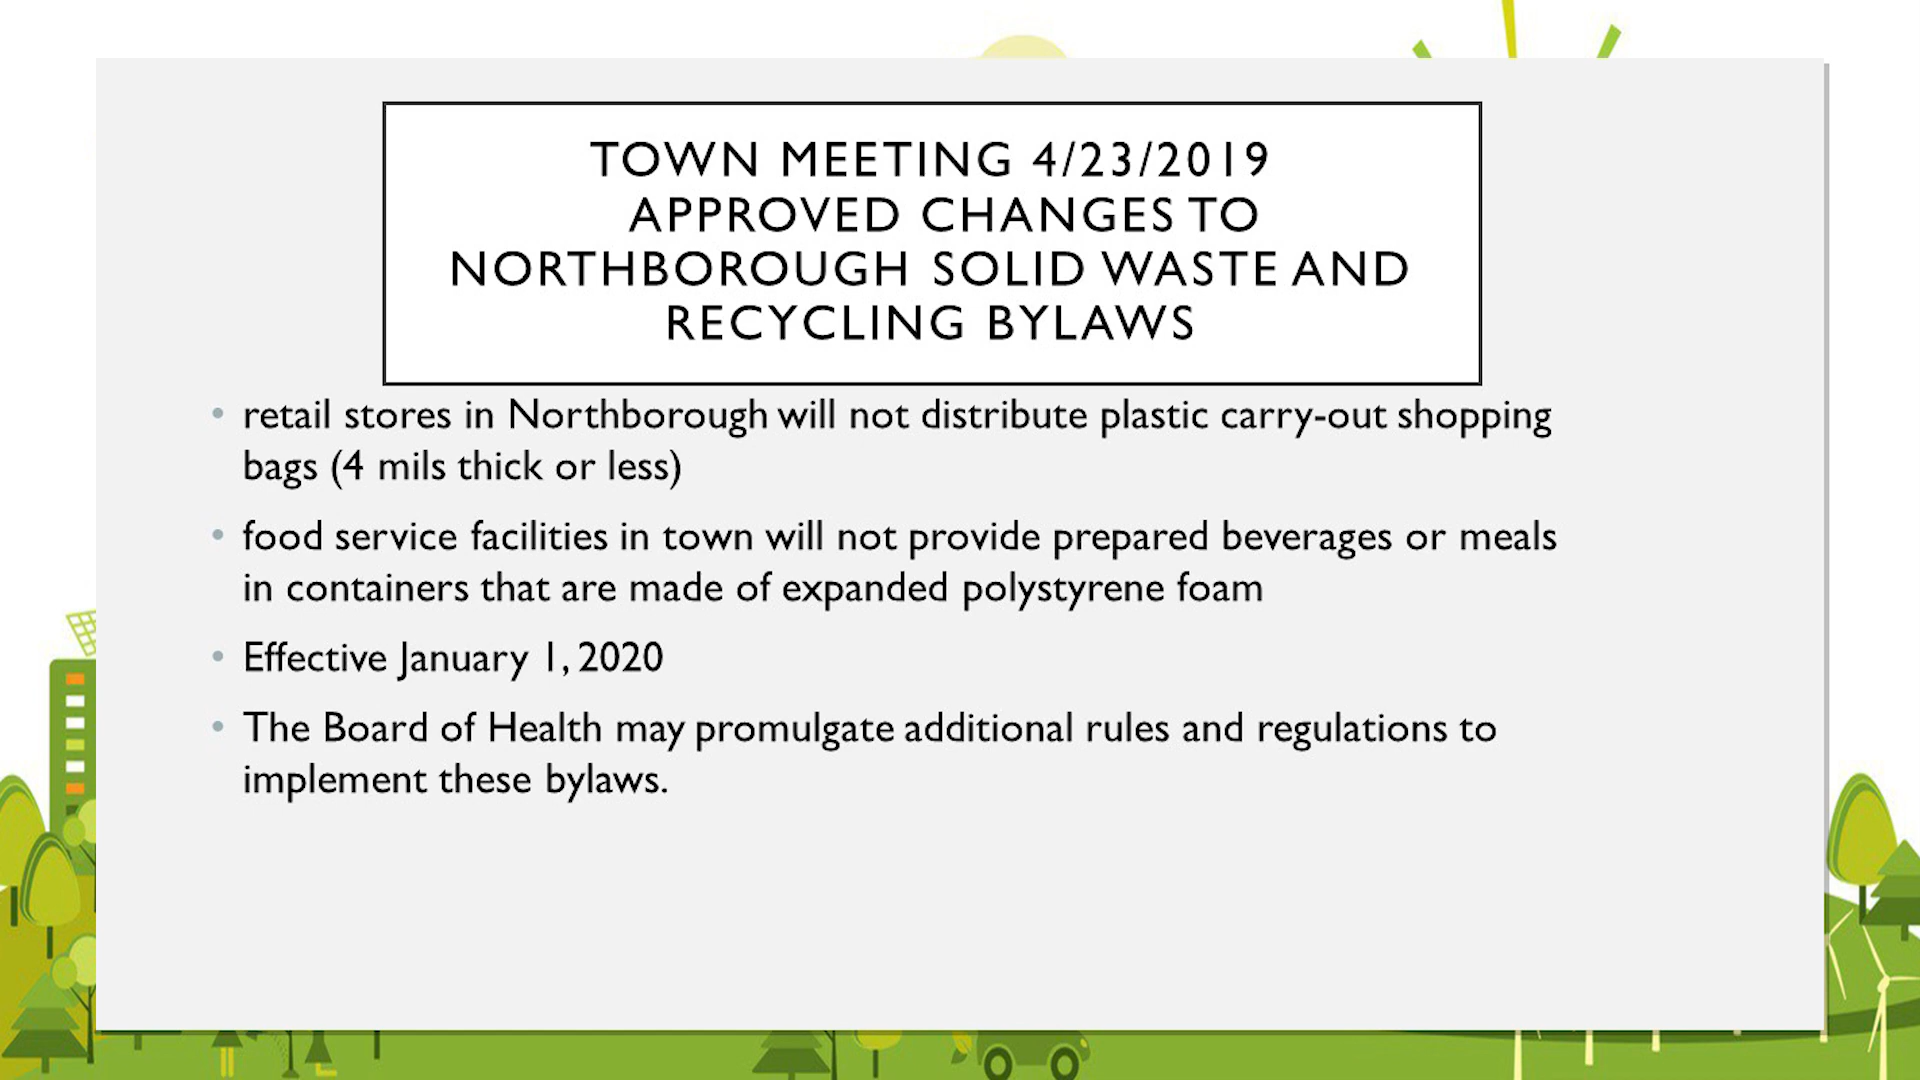 TOWN MEETING 4/23/2019
APPROVED CHANGES TO
NORTHBOROUGH SOLID WASTE AND
RECYCLING BYLAWS
• retail stores in Northborough will not distribute plastic carry-out shopping
bags (4 mils thick or less)
• food service facilities in town will not provide prepared beverages or meals
in containers that are made of expanded polystyrene foam
• Effective January 1, 2020
• The Board of Health may promulgate additional rules and regulations to
implement these bylaws.